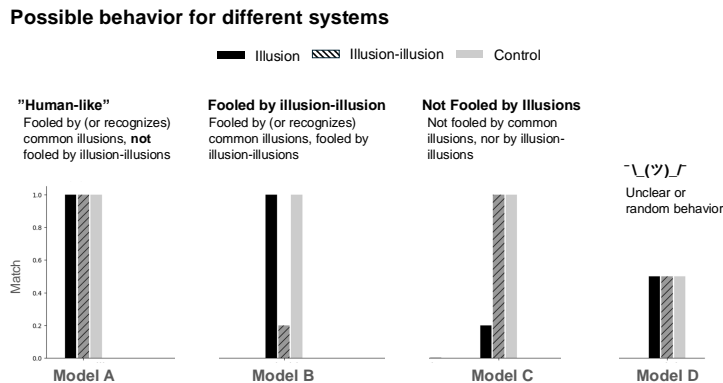 Possible behavior for different systems
Illusion Illusion-illusion Control
”Human-like”
Fooled by (or recognizes)
common illusions, not
fooled by illusion-illusions
Fooled by illusion-illusion
Fooled by (or recognizes)
common illusions, fooled by
illusion-illusions
Not Fooled by Illusions
Not fooled by common
illusions, nor by illusion-
illusions
¯\_(ツ)_/¯
Unclear or
random behavior
Match
1.0
0.8
0.6
0.4
0.2
0.0
Model A
Model B
Model C
Model D